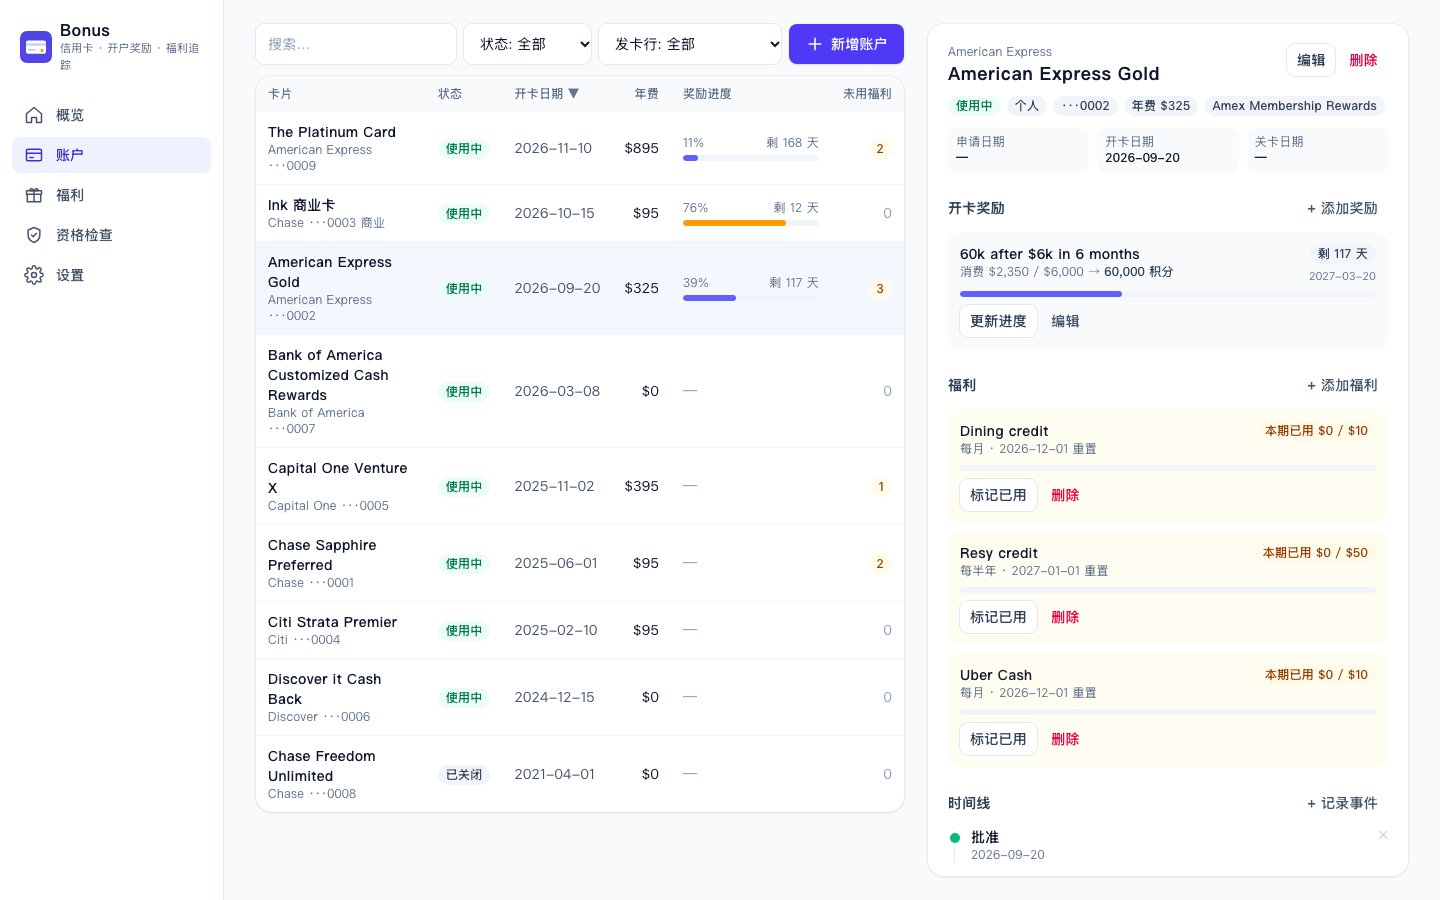 Bonus
信用卡 · 开户奖励 · 福利追
踪
概览
账户
福利
资格检查
设置
搜索...
状态: 全部
发卡行: 全部
+ 新增账户
卡片 状态 开卡日期 ▼ 年费 奖励进度 未用福利
The Platinum Card
American Express
···0009
使用中 2026-11-10 $895 11% 剩 168 天 2
Ink 商业卡
Chase ···0003 商业
使用中 2026-10-15 $95 76% 剩 12 天 0
American Express
Gold
American Express
···0002
使用中 2026-09-20 $325 39% 剩 117 天 3
Bank of America
Customized Cash
Rewards
Bank of America
···0007
使用中 2026-03-08 $0 — 0
Capital One Venture
X
Capital One ···0005
使用中 2025-11-02 $395 — 1
Chase Sapphire
Preferred
Chase ···0001
使用中 2025-06-01 $95 — 2
Citi Strata Premier
Citi ···0004
使用中 2025-02-10 $95 — 0
Discover it Cash
Back
Discover ···0006
使用中 2024-12-15 $0 — 0
Chase Freedom
Unlimited
Chase ···0008
已关闭 2021-04-01 $0 — 0
American Express
American Express Gold
编辑 删除
使用中 个人 ···0002 年费 $325 Amex Membership Rewards
申请日期 开卡日期 关卡日期
— 2026-09-20 —
开卡奖励 + 添加奖励
60k after $6k in 6 months 剩 117 天
消费 $2,350 / $6,000 → 60,000 积分 2027-03-20
更新进度 编辑
福利 + 添加福利
Dining credit 本期已用 $0 / $10
每月 · 2026-12-01 重置
标记已用 删除
Resy credit 本期已用 $0 / $50
每半年 · 2027-01-01 重置
标记已用 删除
Uber Cash 本期已用 $0 / $10
每月 · 2026-12-01 重置
标记已用 删除
时间线 + 记录事件
批准 ×
2026-09-20